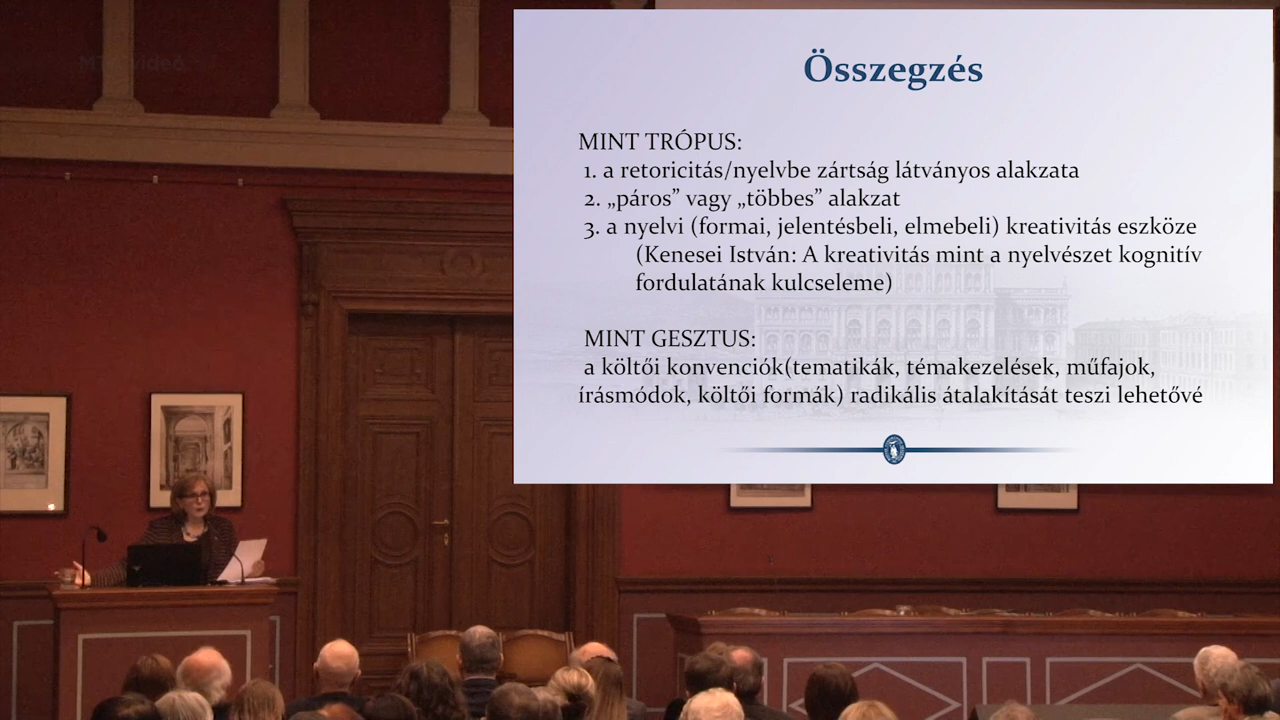 MTA videó
Összegzés
MINT TRÓPUS:
1. a retoricitás/nyelvbe zártság látványos alakzata
2. „páros” vagy „többes” alakzat
3. a nyelvi (formai, jelentésbeli, elmebeli) kreativitás eszköze
(Kenesei István: A kreativitás mint a nyelvészet kognitív
fordulatának kulcseleme)
MINT GESZTUS:
a költői konvenciók(tematikák, témakezelések, műfajok,
írásmódok, költői formák) radikális átalakítását teszi lehetővé